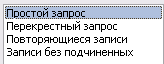 Простой запрос
Перекрестный запрос
Повторяющиеся записи
Записи без подчиненных